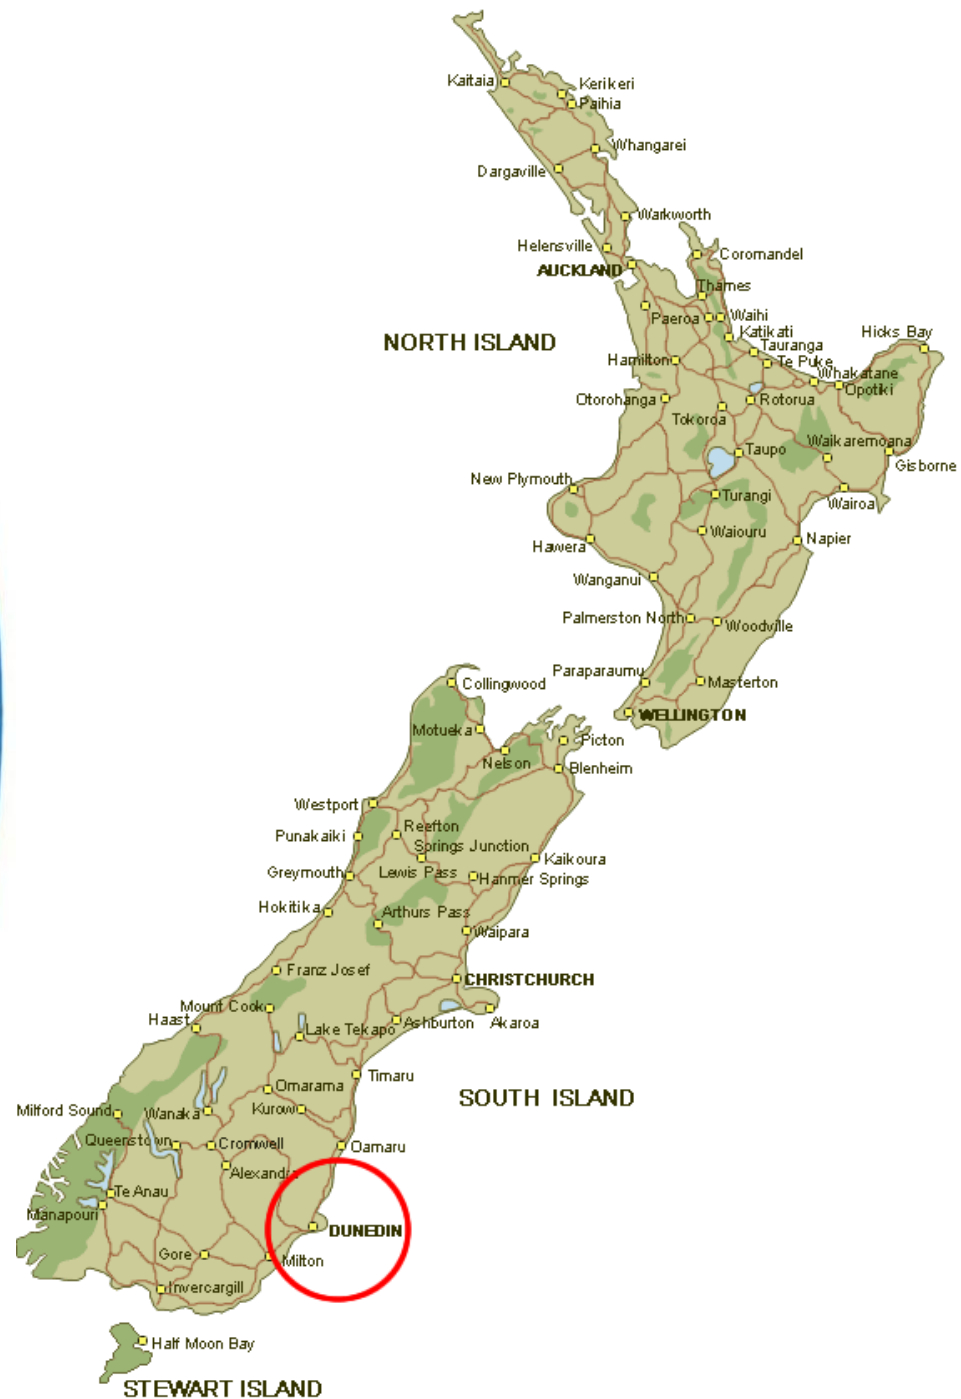 Kaitaia
Kerikeri
Paihia
Whangarei
Dargaville
Warkworth
Helensville
Coromandel
AUCKLAND
Thames
Paeroa
Waihi
Katikati
Hicks Bay
NORTH ISLAND
Tauranga
Hamilton
Te Puke
Whakatane
Opotiki
Otorohanga
Rotorua
Tokoroa
Waikaremoana
Taupo
Gisborne
New Plymouth
Turangi
Wairoa
Waiouru
Napier
Hawera
Wanganui
Palmerston North
Woodville
Paraparaumu
Masterton
Collingwood
WELLINGTON
Motueka
Picton
Nelson
Blenheim
Westport
Reefton
Punakaiki
Springs Junction
Kaikoura
Greymouth
Lewis Pass
Hanmer Springs
Hokitika
Arthurs Pass
Waipara
Franz Josef
CHRISTCHURCH
Mount Cook
Haast
Lake Tekapo
Ashburton
Akaroa
Timaru
Omarama
SOUTH ISLAND
Milford Sound
Wanaka
Kurow
Queenstown
Cromwell
Oamaru
Alexandra
Te Anau
Manapouri
DUNEDIN
Gore
Milton
Invercargill
Half Moon Bay
STEWART ISLAND